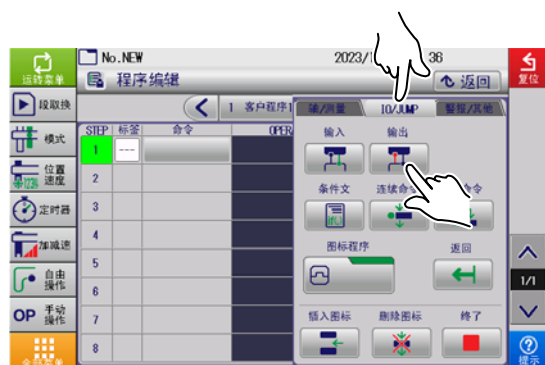 No.NEW
2023/
36
运转菜单
程序编辑
返回
复位
段取换
1 客户程序1
轴/测量
IO/JUMP
警报/其他
STEP
标签
命令
OPER
输入
输出
模式
1
---
位置
速度
2
条件文
连续命令
命令
定时器
3
加减速
4
图标程序
返回
自由
操作
5
1/1
6
OP 手动
操作
7
插入图标
删除图标
终了
8
全部菜单
提示